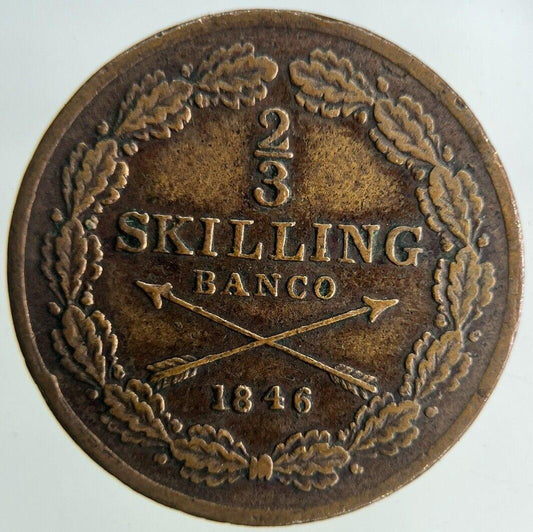 2/3
SKILLING
BANCO
1846